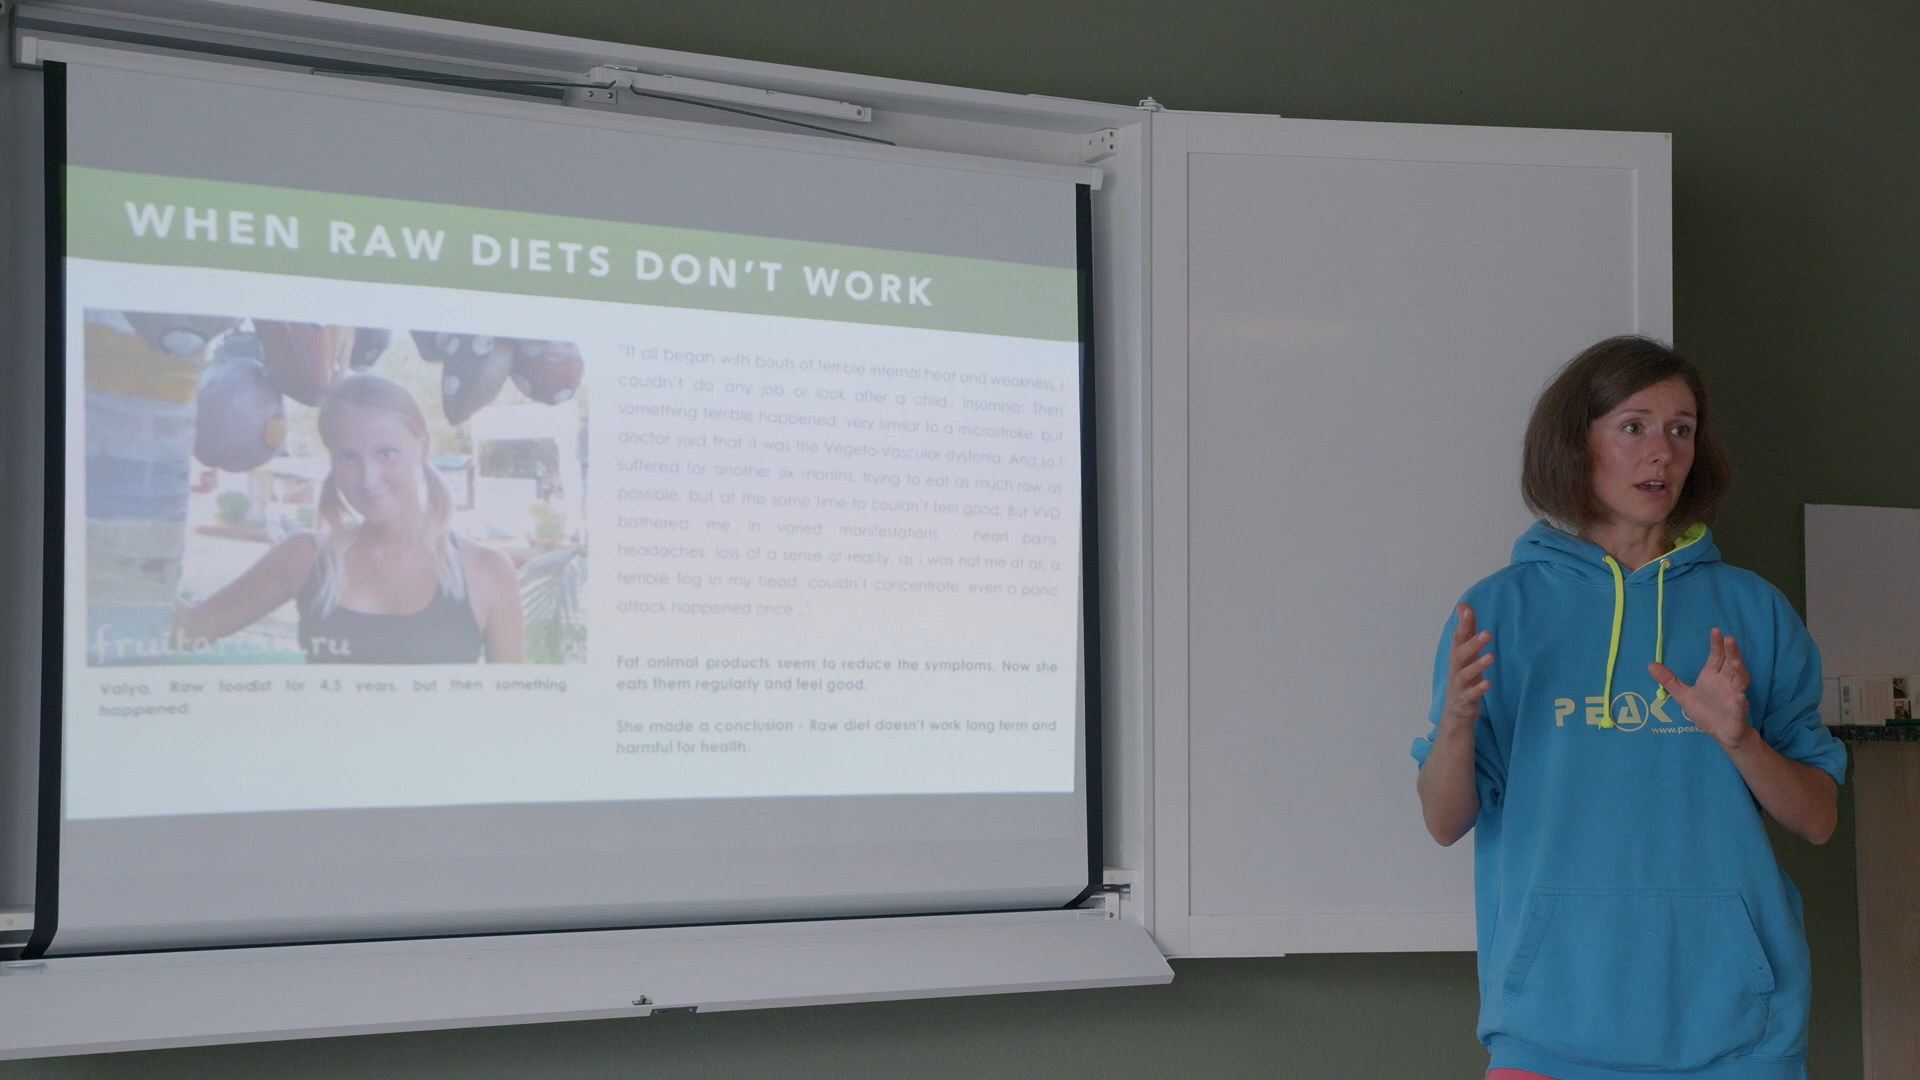 WHEN RAW DIETS DON'T WORK
"It all began with bouts of terrible internal heat and weakness, i
couldn't do any job or look after a child.. Insomnia. Then
something terrible happened, very similar to a microstroke, but
doctor said that it was the Vegeto-Vascular dystonia. And so i
suffered for another six months, trying to eat as much raw as
possible, but at the same time to couldn't feel good. But VVD
bothered me in varied manifestations - heart pains,
headaches, loss of a sense of reality, as i was not me at all, a
terrible fog in my head, couldn't concentrate, even a panic
attack happened once .."
fruitarian.ru
Valya. Raw foodist for 4,5 years, but then something
happened:
Fat animal products seem to reduce the symptoms. Now she
eats them regularly and feel good.
She made a conclusion - Raw diet doesn't work long term and
harmful for health.
PEAK